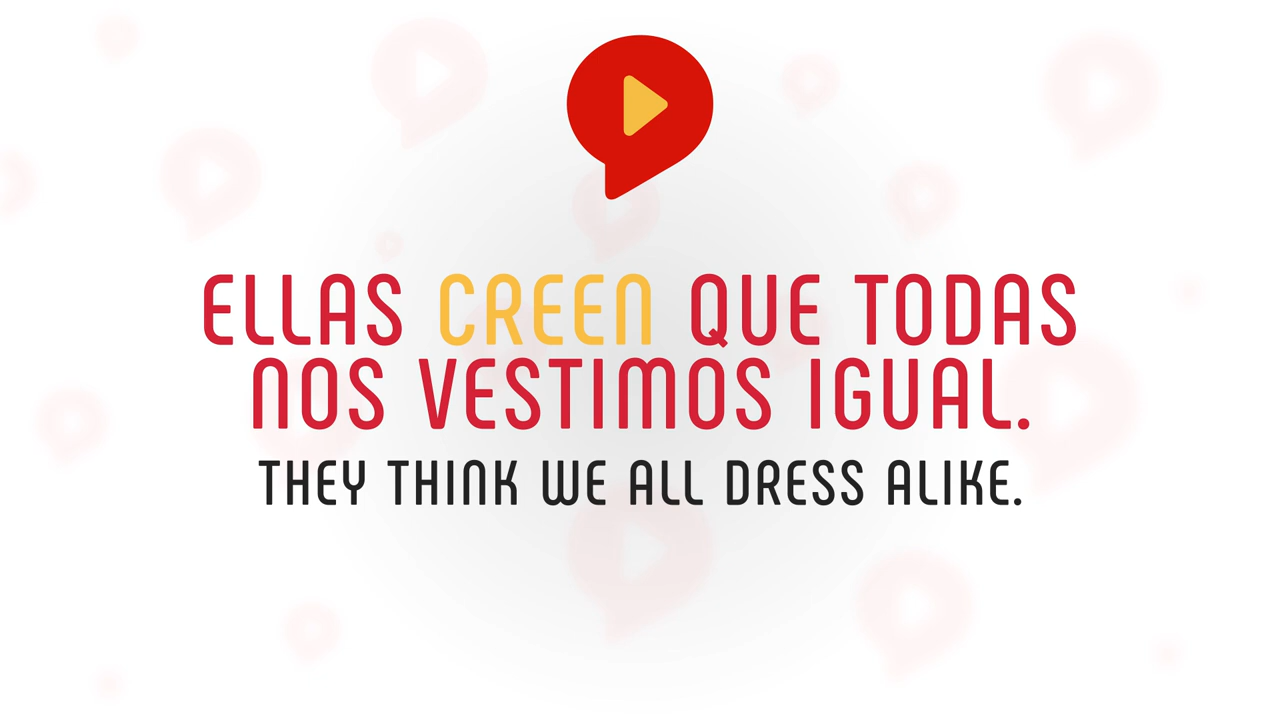 ELLAS CREEN QUE TODAS
NOS VESTIMOS IGUAL.
THEY THINK WE ALL DRESS ALIKE.